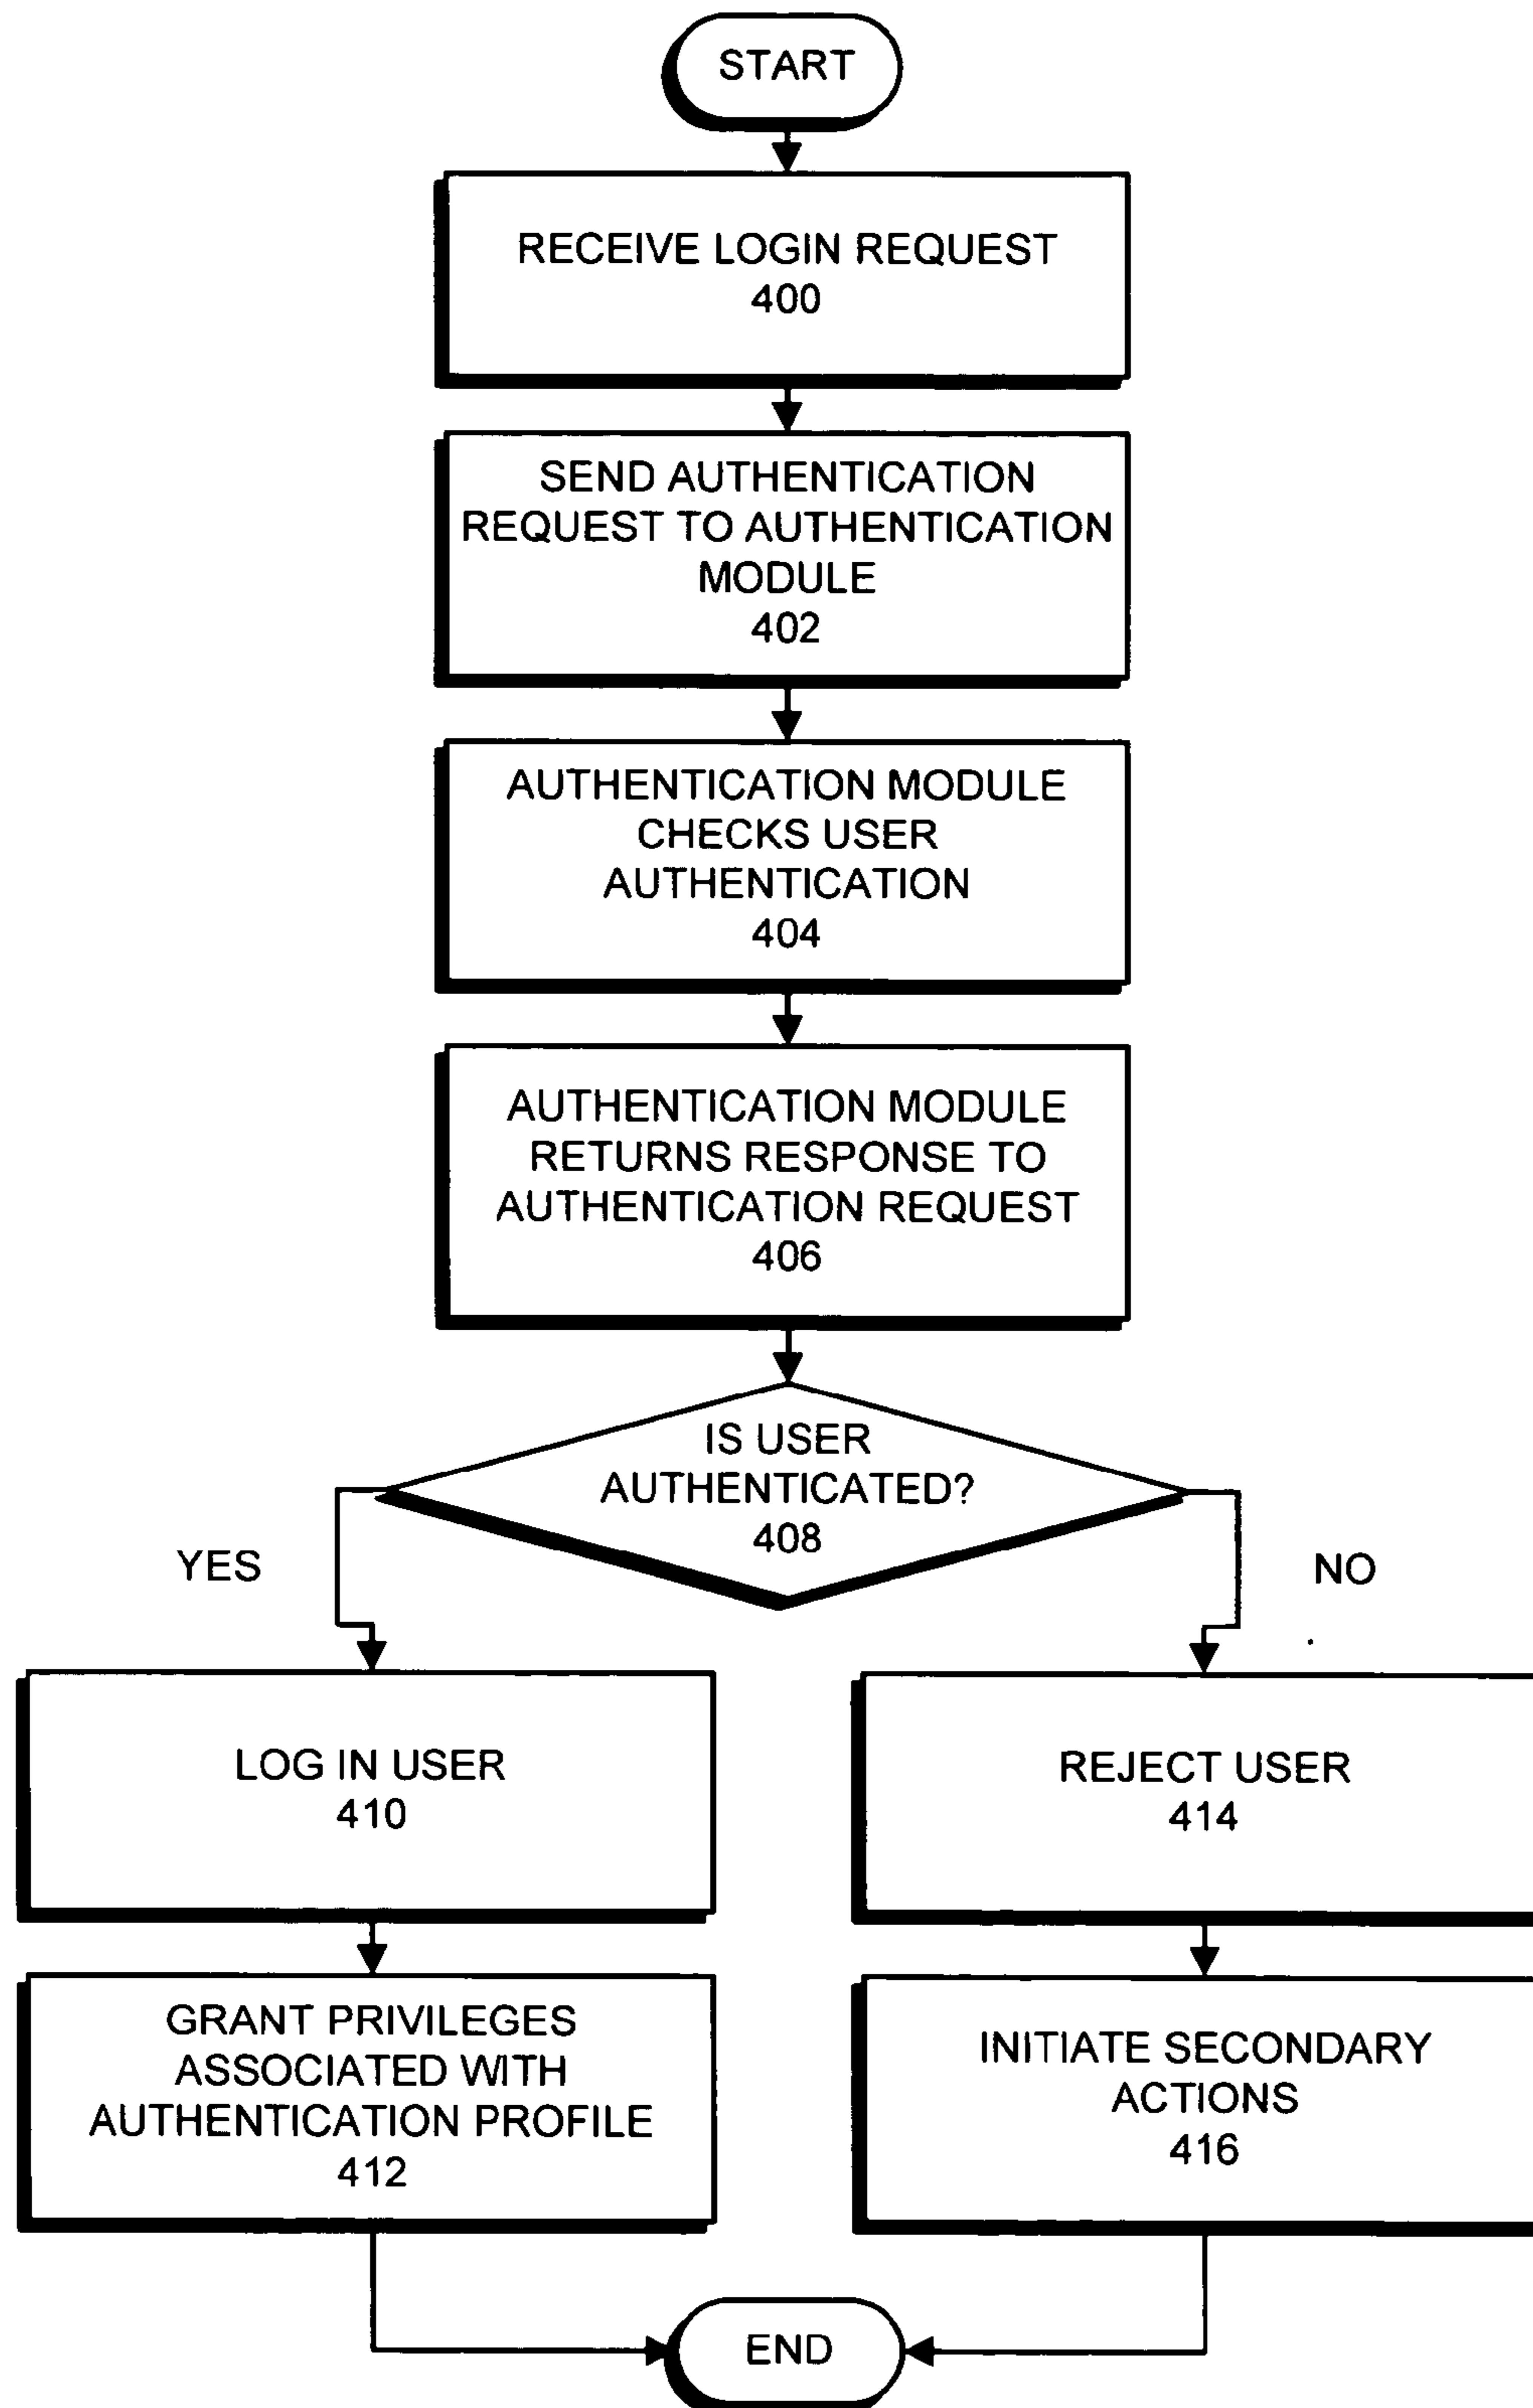 START
RECEIVE LOGIN REQUEST
400
SEND AUTHENTICATION
REQUEST TO AUTHENTICATION
MODULE
402
AUTHENTICATION MODULE
CHECKS USER
AUTHENTICATION
404
AUTHENTICATION MODULE
RETURNS RESPONSE TO
AUTHENTICATION REQUEST
406
IS USER
AUTHENTICATED?
408
YES
NO
LOG IN USER
410
REJECT USER
414
GRANT PRIVILEGES
ASSOCIATED WITH
AUTHENTICATION PROFILE
412
INITIATE SECONDARY
ACTIONS
416
END